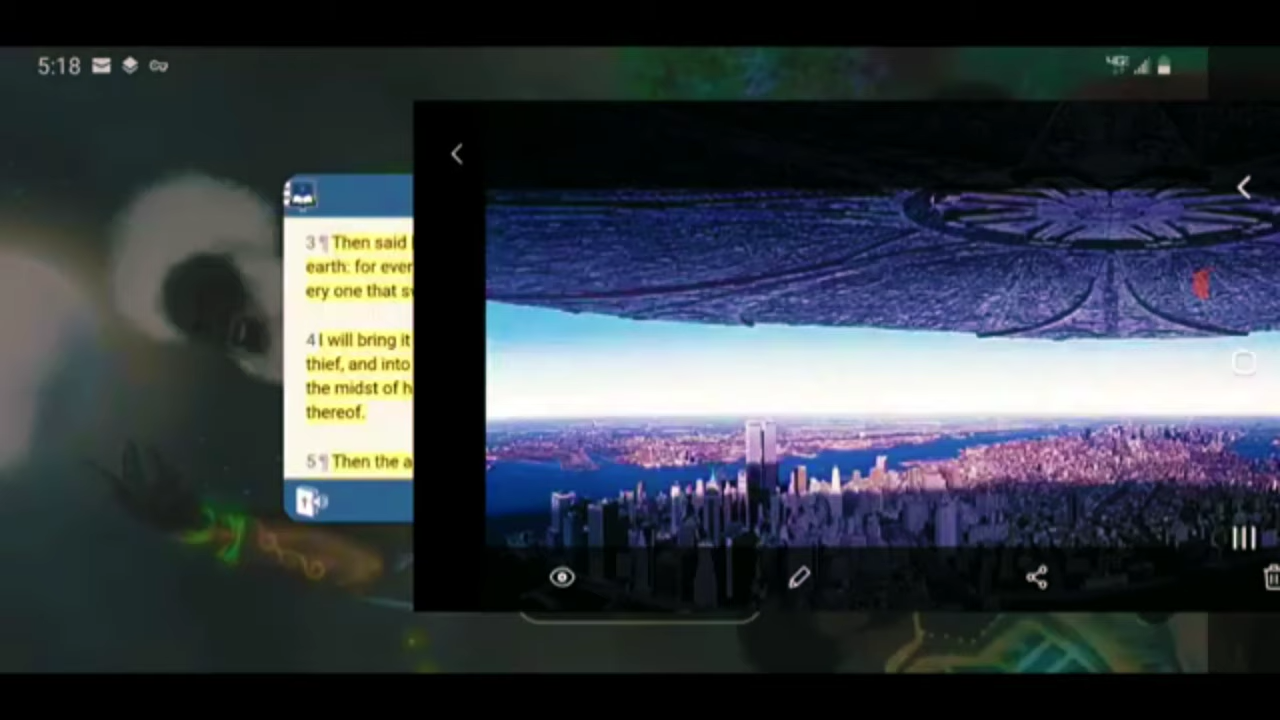 5:18
4G
3 ¶ Then said
earth: for ever
ery one that s
4 I will bring it
thief, and into
the midst of h
thereof.
5 ¶ Then the a